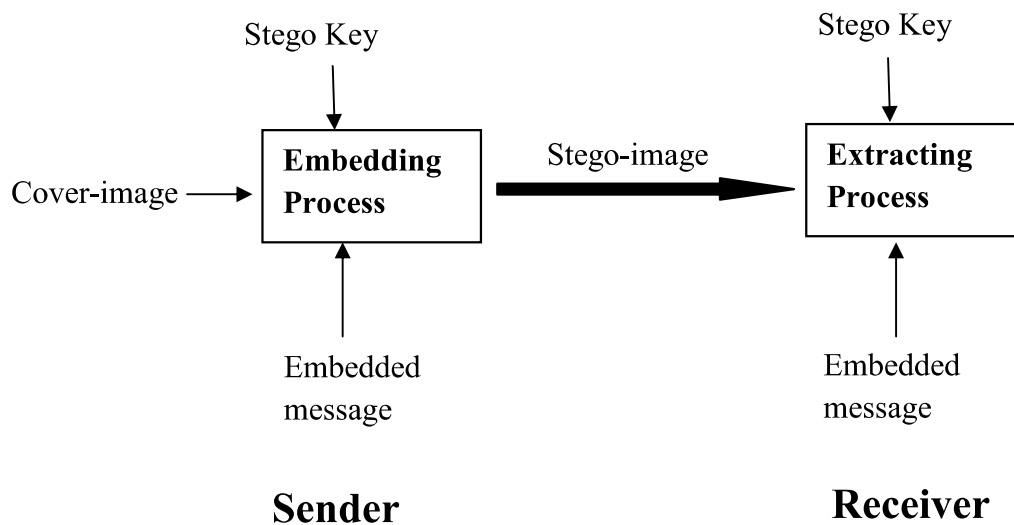 Stego Key
Embedding
Process
Cover-image
Embedded
message
Sender
Stego-image
Stego Key
Extracting
Process
Embedded
message
Receiver